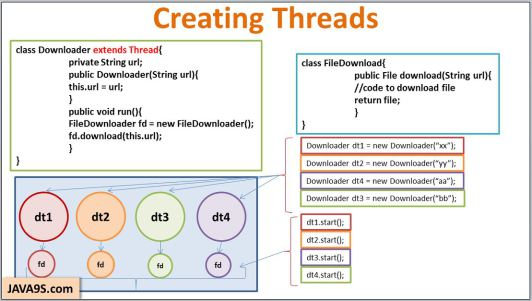 Creating Threads
class Downloader extends Thread{
private String url;
public Downloader(String url){
this.url = url;
}
public void run(){
FileDownloader fd = new FileDownloader();
fd.download(this.url);
}
}
class FileDownload{
public File download(String url){
//code to download file
return file;
}
}
Downloader dt1 = new Downloader("xx");
Downloader dt2 = new Downloader("yy");
Downloader dt4 = new Downloader("aa");
Downloader dt3 = new Downloader("bb");
dt1 dt2 dt3 dt4
fd fd fd fd
dt1.start();
dt2.start();
dt3.start();
dt4.start();
JAVA9S.com